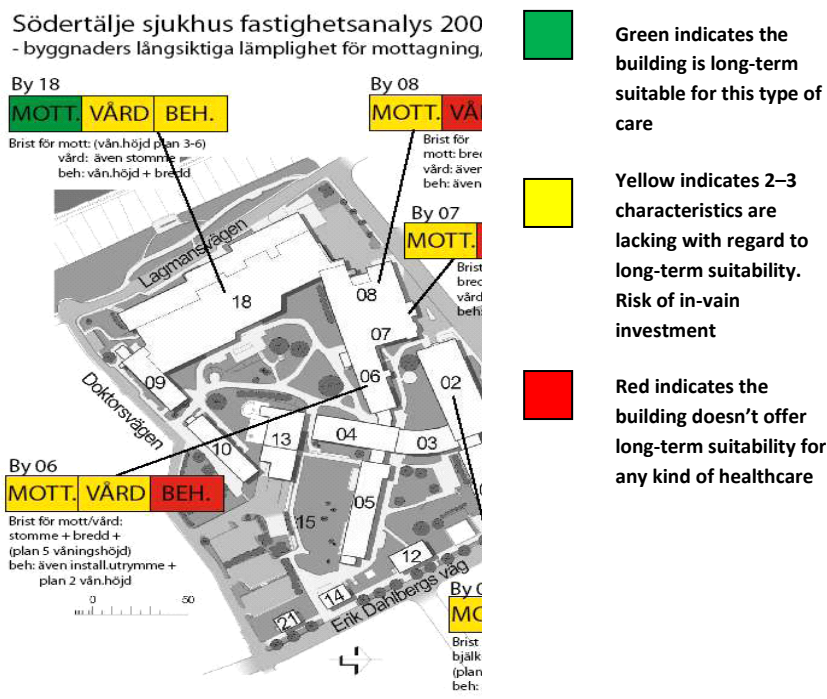 Södertälje sjukhus fastighetsanalys 200
- byggnaders långsiktiga lämplighet för mottagning,
By 18
MOTT. VÅRD BEH.
Brist för mott: (vån.höjd plan 3-6)
vård: även stomme
beh: vån.höjd + bredd
By 08
MOTT. VÅ
Brist för
mott: bred
vård: även
beh: även
By 07
MOTT.
Brist
bred
vård
beh:
Lagmansvägen
18
08
07
06
09
02
Doktorsvägen
10
13
04
03
05
15
12
14
21
Erik Dahlbergs väg
By 06
MOTT. VÅRD BEH.
Brist för mott/vård:
stomme + bredd +
(plan 5 våningshöjd)
beh: även install.utrymme +
plan 2 vån.höjd
0 50
By 0
MO
Brist
bjälk
(plan
beh:
Green indicates the
building is long-term
suitable for this type of
care
Yellow indicates 2–3
characteristics are
lacking with regard to
long-term suitability.
Risk of in-vain
investment
Red indicates the
building doesn’t offer
long-term suitability for
any kind of healthcare